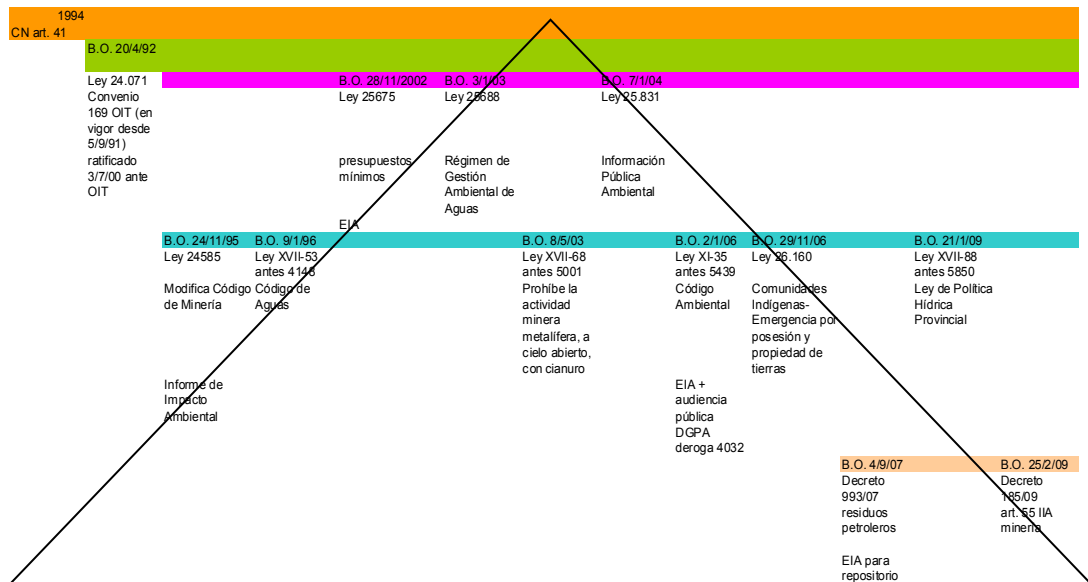 1994
CN art. 41
B.O. 20/4/92
Ley 24.071
Convenio
169 OIT (en
vigor desde
5/9/91)
ratificado
3/7/00 ante
OIT
B.O. 28/11/2002
Ley 25675
presupuestos
mínimos
EIA
B.O. 3/1/03
Ley 25688
Régimen de
Gestión
Ambiental de
Aguas
B.O. 7/1/04
Ley 25.831
Información
Pública
Ambiental
B.O. 24/11/95
Ley 24585
Modifica Código
de Minería
Informe de
Impacto
Ambiental
B.O. 9/1/96
Ley XVII-53
antes 4148
Código de
Aguas
B.O. 8/5/03
Ley XVII-68
antes 5001
Prohíbe la
actividad
minera
metalífera, a
cielo abierto,
con cianuro
B.O. 2/1/06
Ley XI-35
antes 5439
Código
Ambiental
EIA +
audiencia
pública
DGPA
deroga 4032
B.O. 29/11/06
Ley 26.160
Comunidades
Indígenas-
Emergencia por
posesión y
propiedad de
tierras
B.O. 21/1/09
Ley XVII-88
antes 5850
Ley de Política
Hídrica
Provincial
B.O. 4/9/07
Decreto
993/07
residuos
petroleros
EIA para
repositorio
B.O. 25/2/09
Decreto
185/09
art. 55 IIA
minería